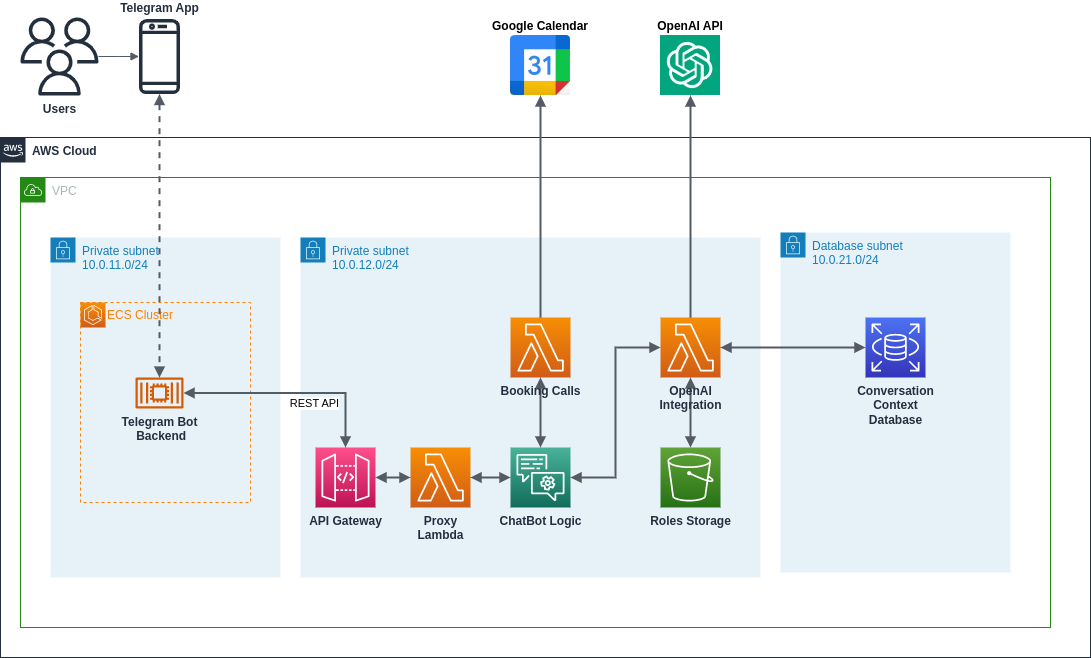 Telegram App
Users
Google Calendar
31
OpenAI API
aws
AWS Cloud
VPC
Private subnet
10.0.11.0/24
ECS Cluster
Telegram Bot
Backend
REST API
Private subnet
10.0.12.0/24
Booking Calls
OpenAI
Integration
API Gateway
Proxy
Lambda
ChatBot Logic
Roles Storage
Database subnet
10.0.21.0/24
Conversation
Context
Database